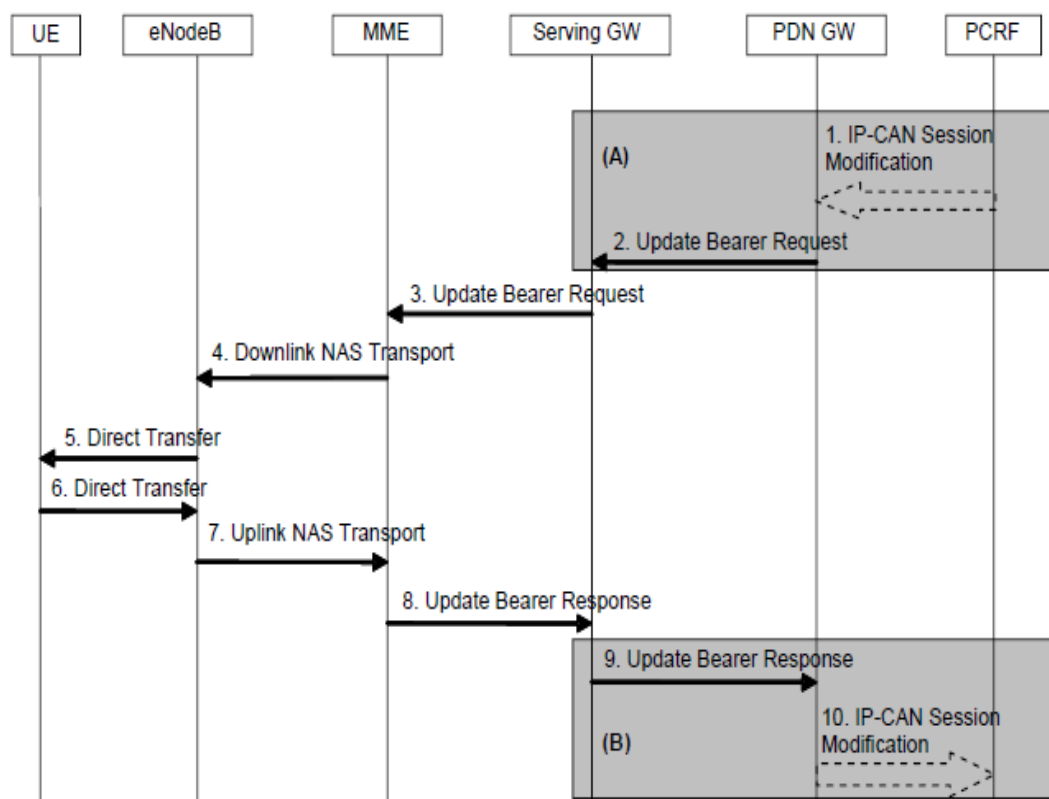 UE
eNodeB
MME
Serving GW
PDN GW
PCRF
(A)
1. IP-CAN Session
Modification
2. Update Bearer Request
3. Update Bearer Request
4. Downlink NAS Transport
5. Direct Transfer
6. Direct Transfer
7. Uplink NAS Transport
8. Update Bearer Response
9. Update Bearer Response
(B)
10. IP-CAN Session
Modification